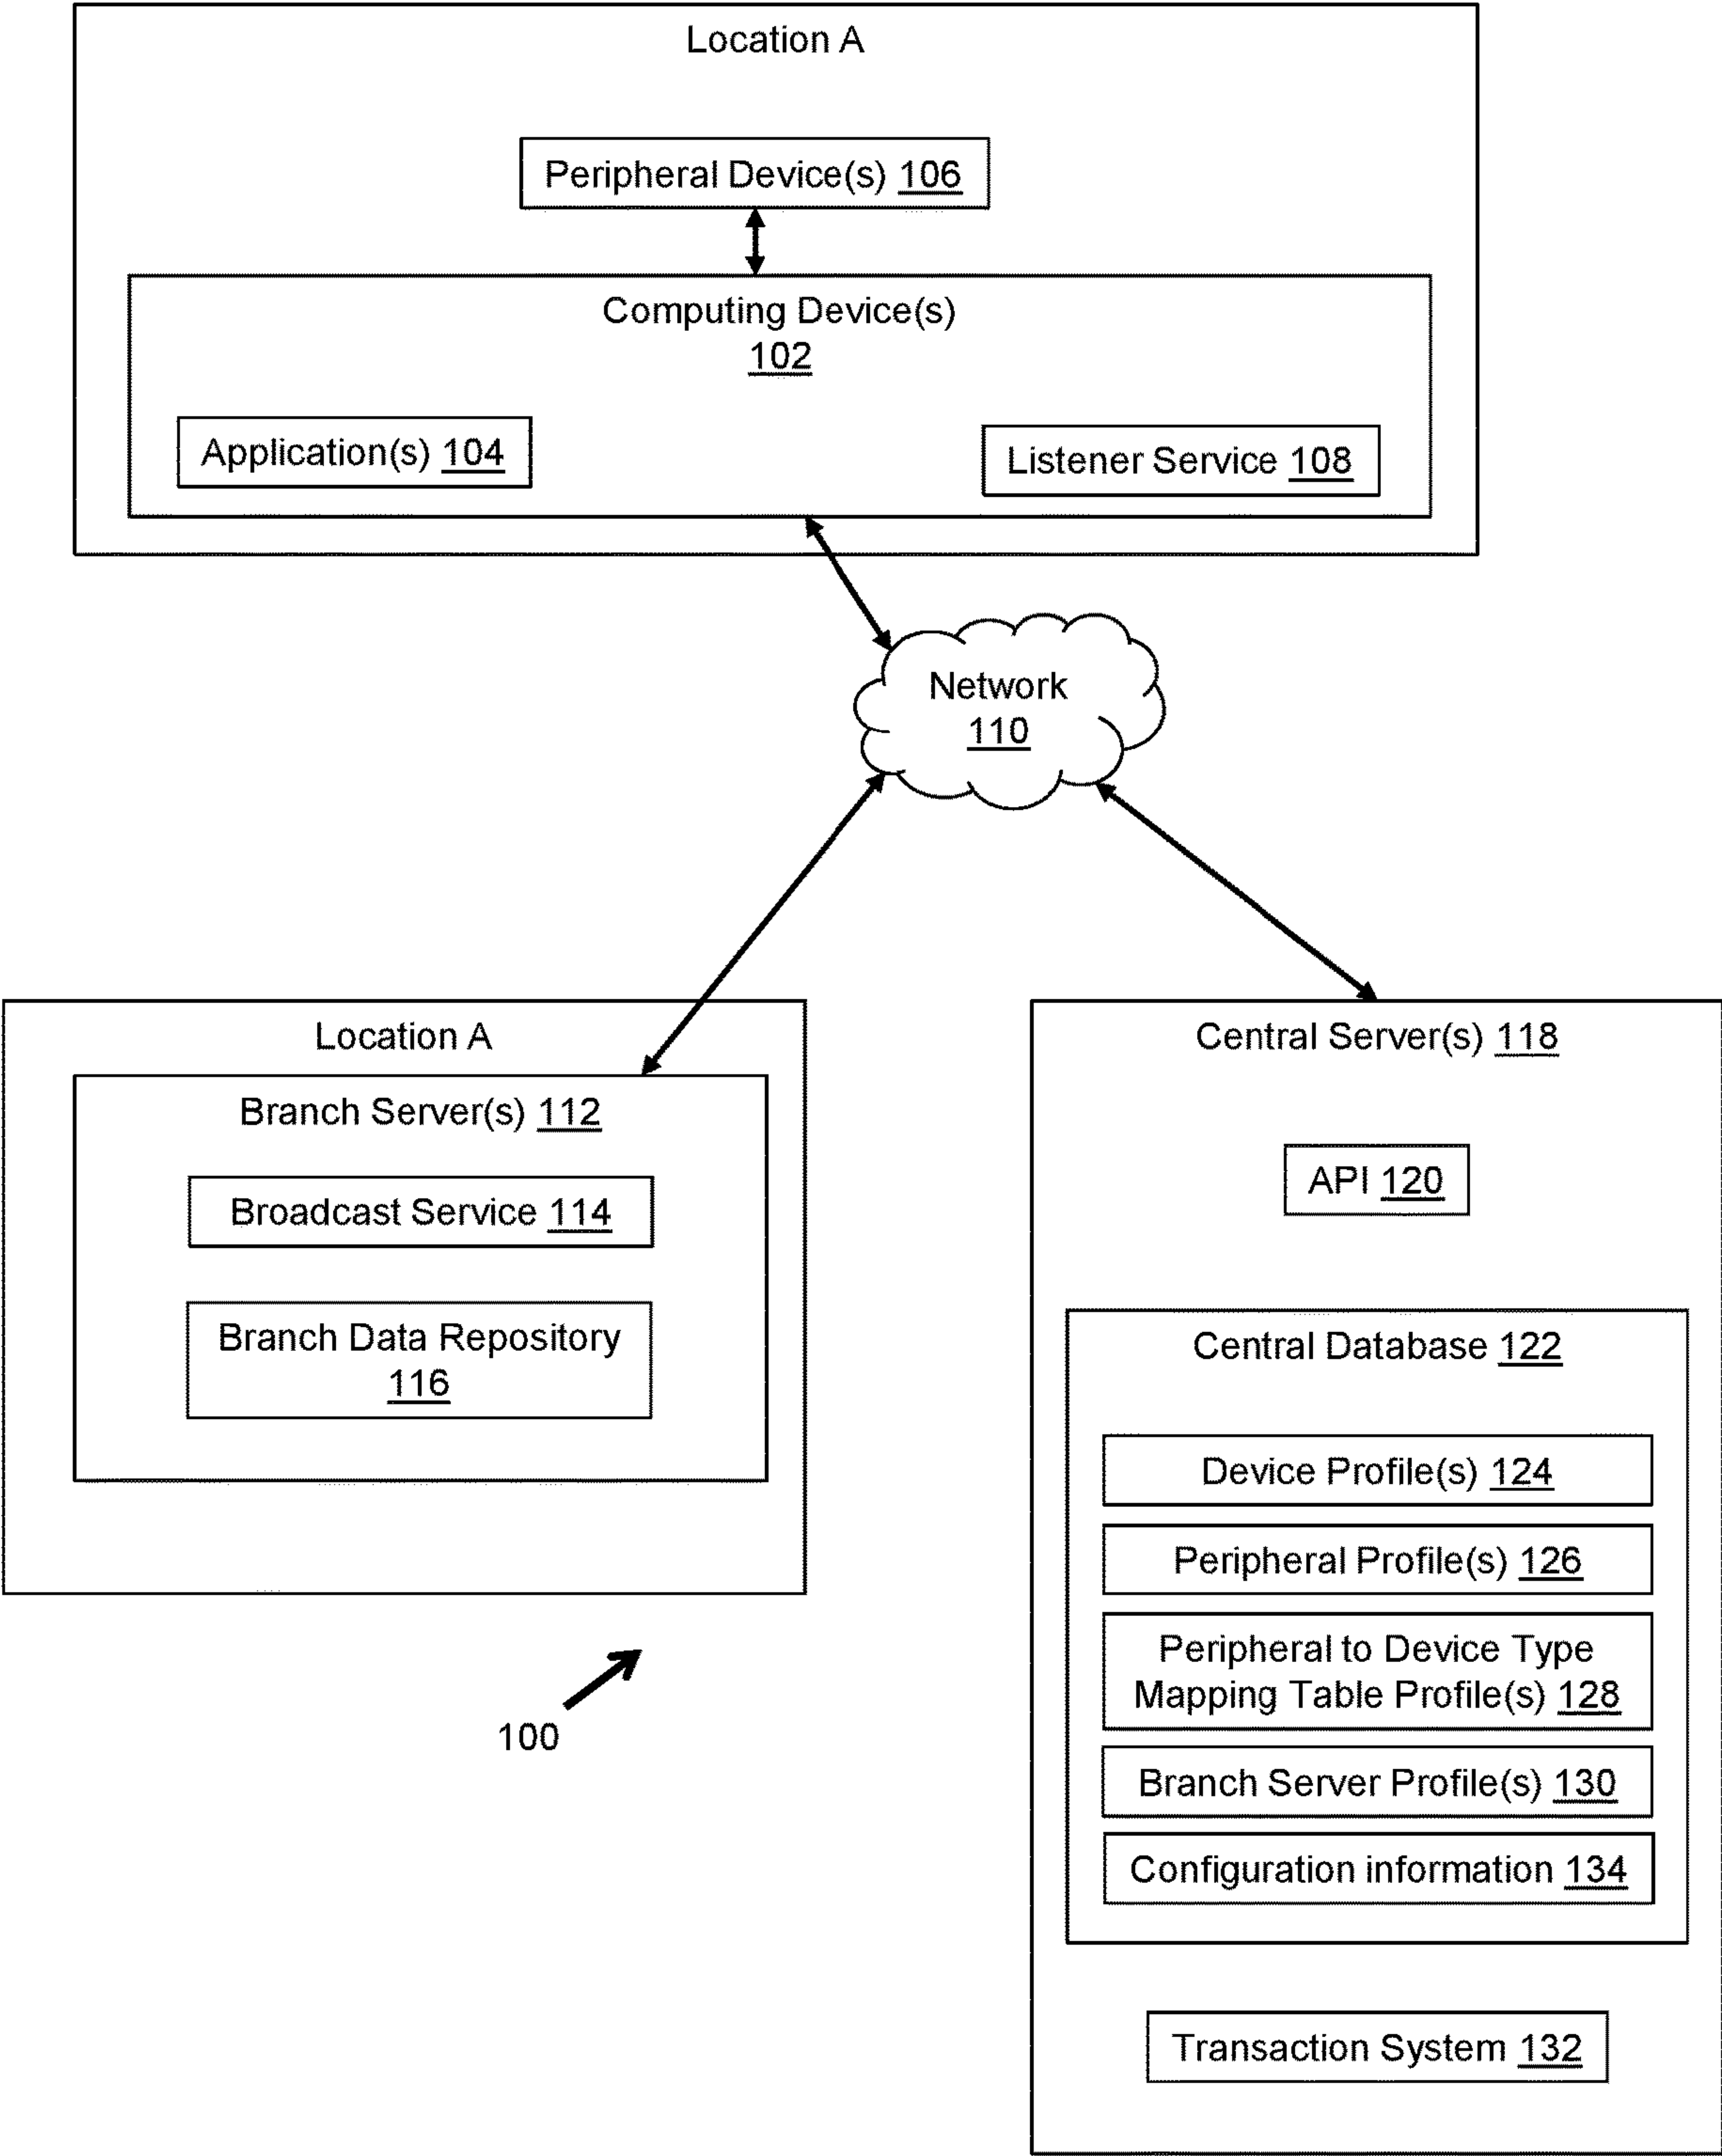 Location A
Peripheral Device(s) 106
Computing Device(s)
102
Application(s) 104
Listener Service 108
Network
110
Location A
Branch Server(s) 112
Broadcast Service 114
Branch Data Repository
116
100
Central Server(s) 118
API 120
Central Database 122
Device Profile(s) 124
Peripheral Profile(s) 126
Peripheral to Device Type
Mapping Table Profile(s) 128
Branch Server Profile(s) 130
Configuration information 134
Transaction System 132